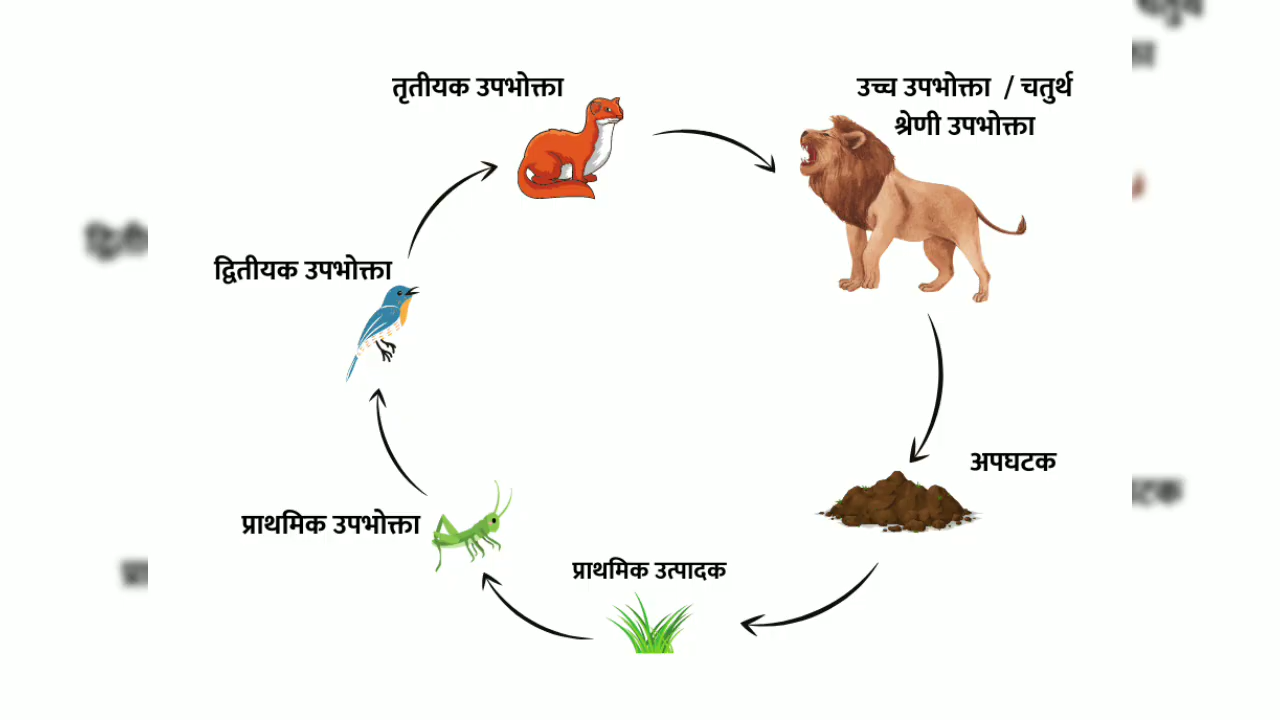 तृतीयक उपभोक्ता
उच्च उपभोक्ता / चतुर्थ
श्रेणी उपभोक्ता
द्वितीयक उपभोक्ता
अपघटक
प्राथमिक उपभोक्ता
प्राथमिक उत्पादक